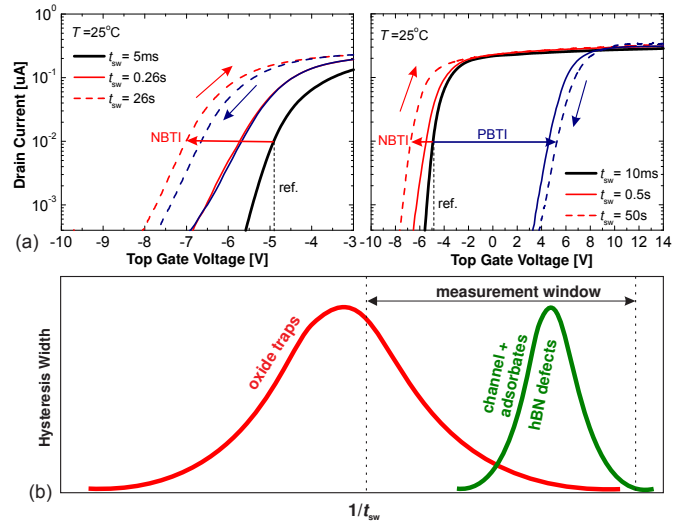 T=25°C
t_sw = 5ms
t_sw = 0.26s
t_sw = 26s
NBTI
ref.
Drain Current [uA]
10^0
10^-1
10^-2
10^-3
-10 -9 -8 -7 -6 -5 -4 -3
Top Gate Voltage [V]
(a)
T=25°C
NBTI
PBTI
ref.
t_sw = 10ms
t_sw = 0.5s
t_sw = 50s
-10 -8 -6 -4 -2 0 2 4 6 8 10 12 14
Top Gate Voltage [V]
measurement window
Hysteresis Width
oxide traps
channel +
adsorbates
hBN defects
(b)
1/t_sw